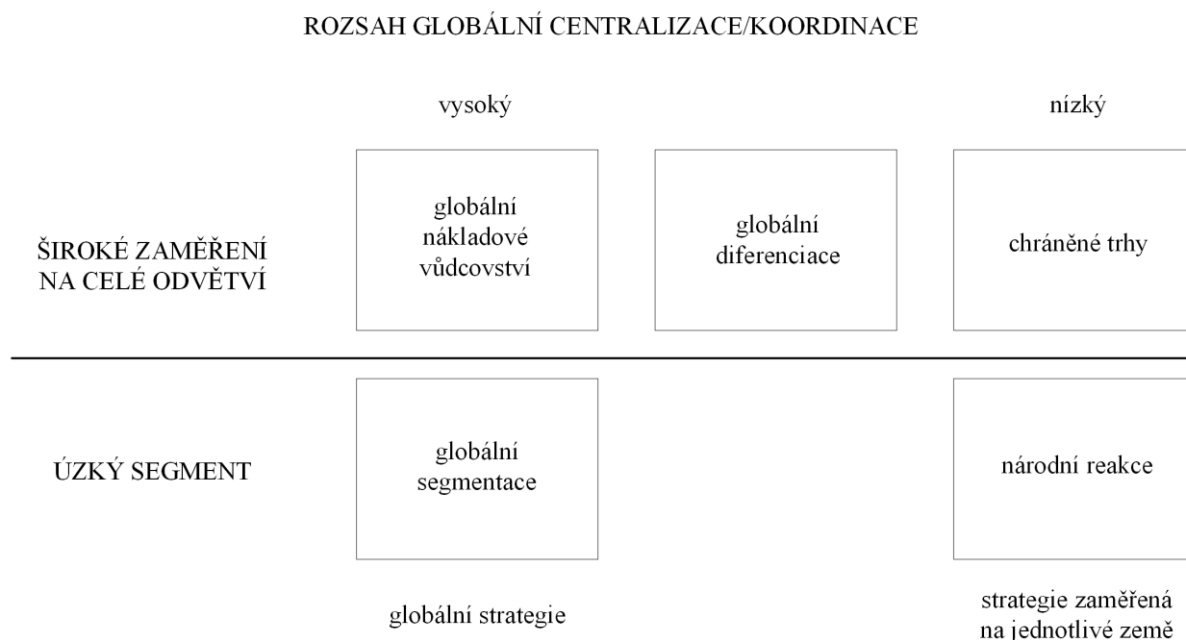 ROZSAH GLOBÁLNÍ CENTRALIZACE/KOORDINACE
vysoký
nízký
ŠIROKÉ ZAMĚŘENÍ
NA CELÉ ODVĚTVÍ
globální
nákladové
vůdcovství
globální
diferenciace
chráněné trhy
ÚZKÝ SEGMENT
globální
segmentace
národní reakce
globální strategie
strategie zaměřená
na jednotlivé země